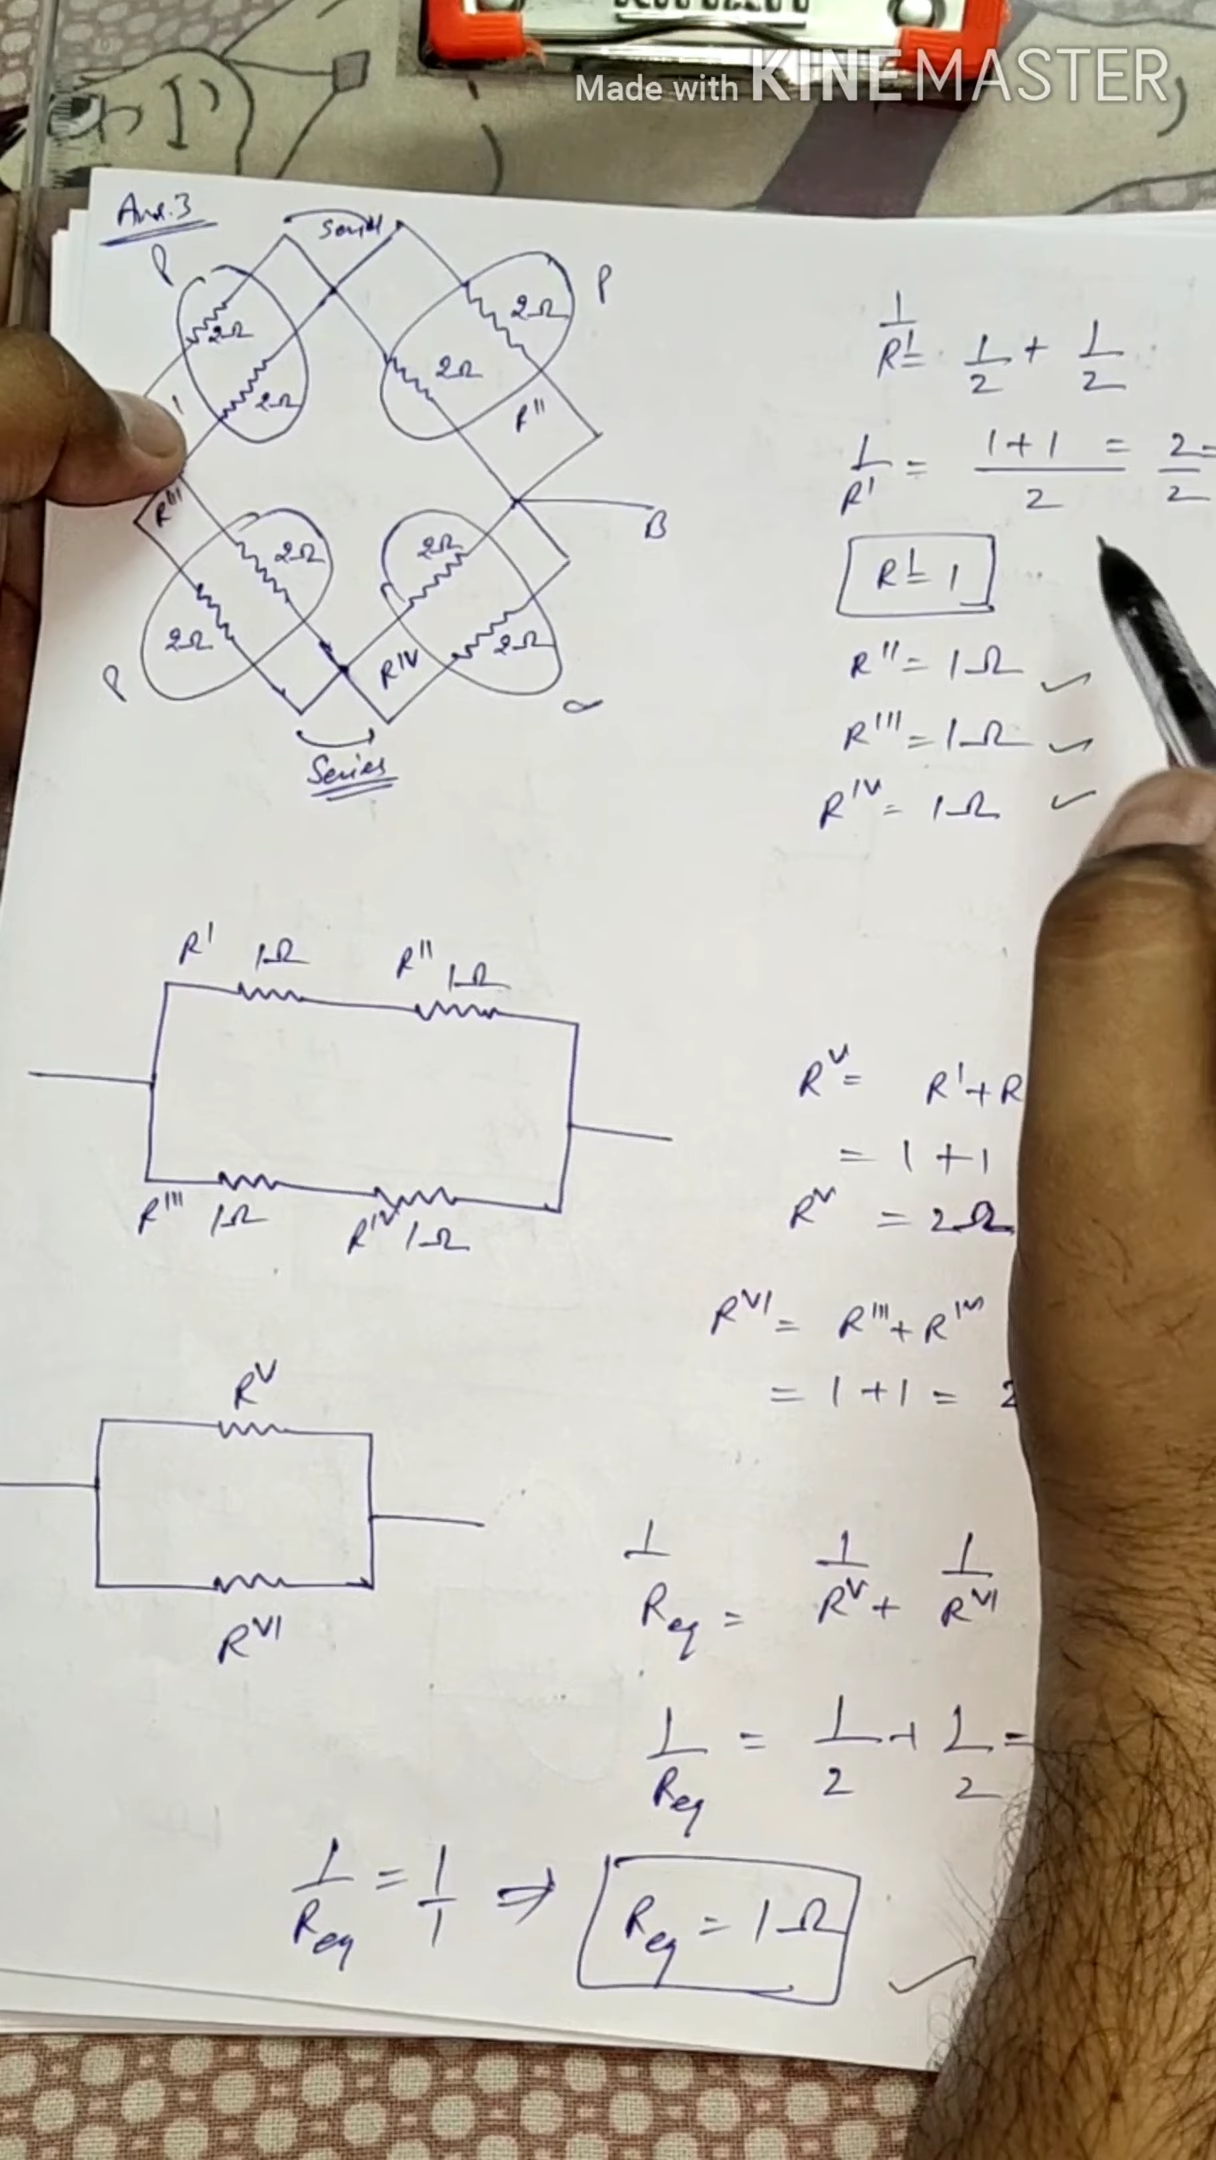 Made with KINEMASTER
Ans.3
P
Series
P
2Ω
2Ω
2Ω
2Ω
R''
R'''
B
2Ω
2Ω
2Ω
2Ω
R^IV
P
Series
1/R' = 1/2 + 1/2
1/R' = (1+1)/2 = 2/2 =
R' = 1
R'' = 1Ω
R''' = 1Ω
R^IV = 1Ω
R' 1Ω R'' 1Ω
R''' 1Ω R^IV 1Ω
R^V = R' + R
= 1 + 1
R^V = 2Ω
R^VI = R''' + R^IV
= 1 + 1 = 2
R^V
R^VI
1/Req = 1/R^V + 1/R^VI
1/Req = 1/2 + 1/2 =
1/Req = 1/1 ⇒ Req = 1Ω